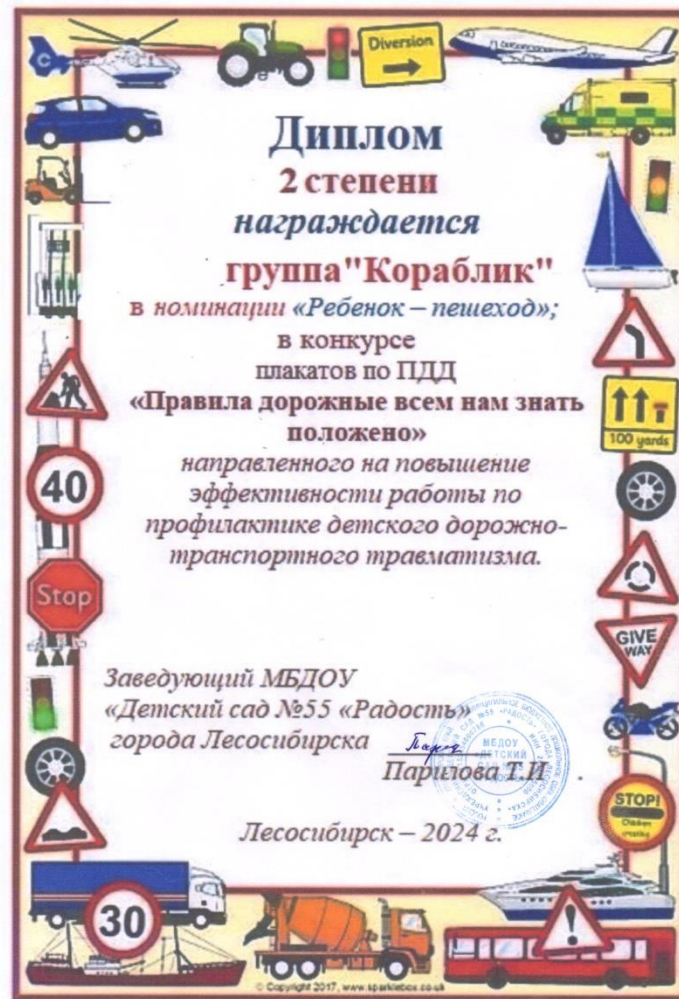 Diversion
Диплом
2 степени
награждается
группа"Кораблик"
в номинации «Ребенок – пешеход»;
в конкурсе
плакатов по ПДД
«Правила дорожные всем нам знать
положено»
направленного на повышение
эффективности работы по
профилактике детского дорожно-
транспортного травматизма.
100 yards
40
Stop
GIVE
WAY
Заведующий МБДОУ
«Детский сад №55 «Радость»
города Лесосибирска
МБДОУ
«ДЕТСКИЙ
Парилова Т.И
STOP!
Лесосибирск – 2024 г.
30
!
© Copyright 2017, www.sparklebox.co.uk